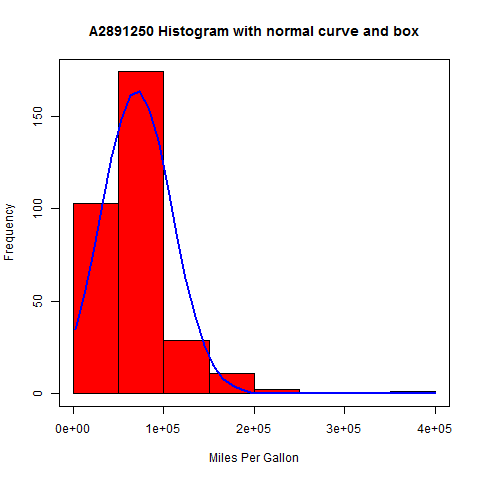 A2891250 Histogram with normal curve and box
Frequency
150
100
50
0
0e+00 1e+05 2e+05 3e+05 4e+05
Miles Per Gallon